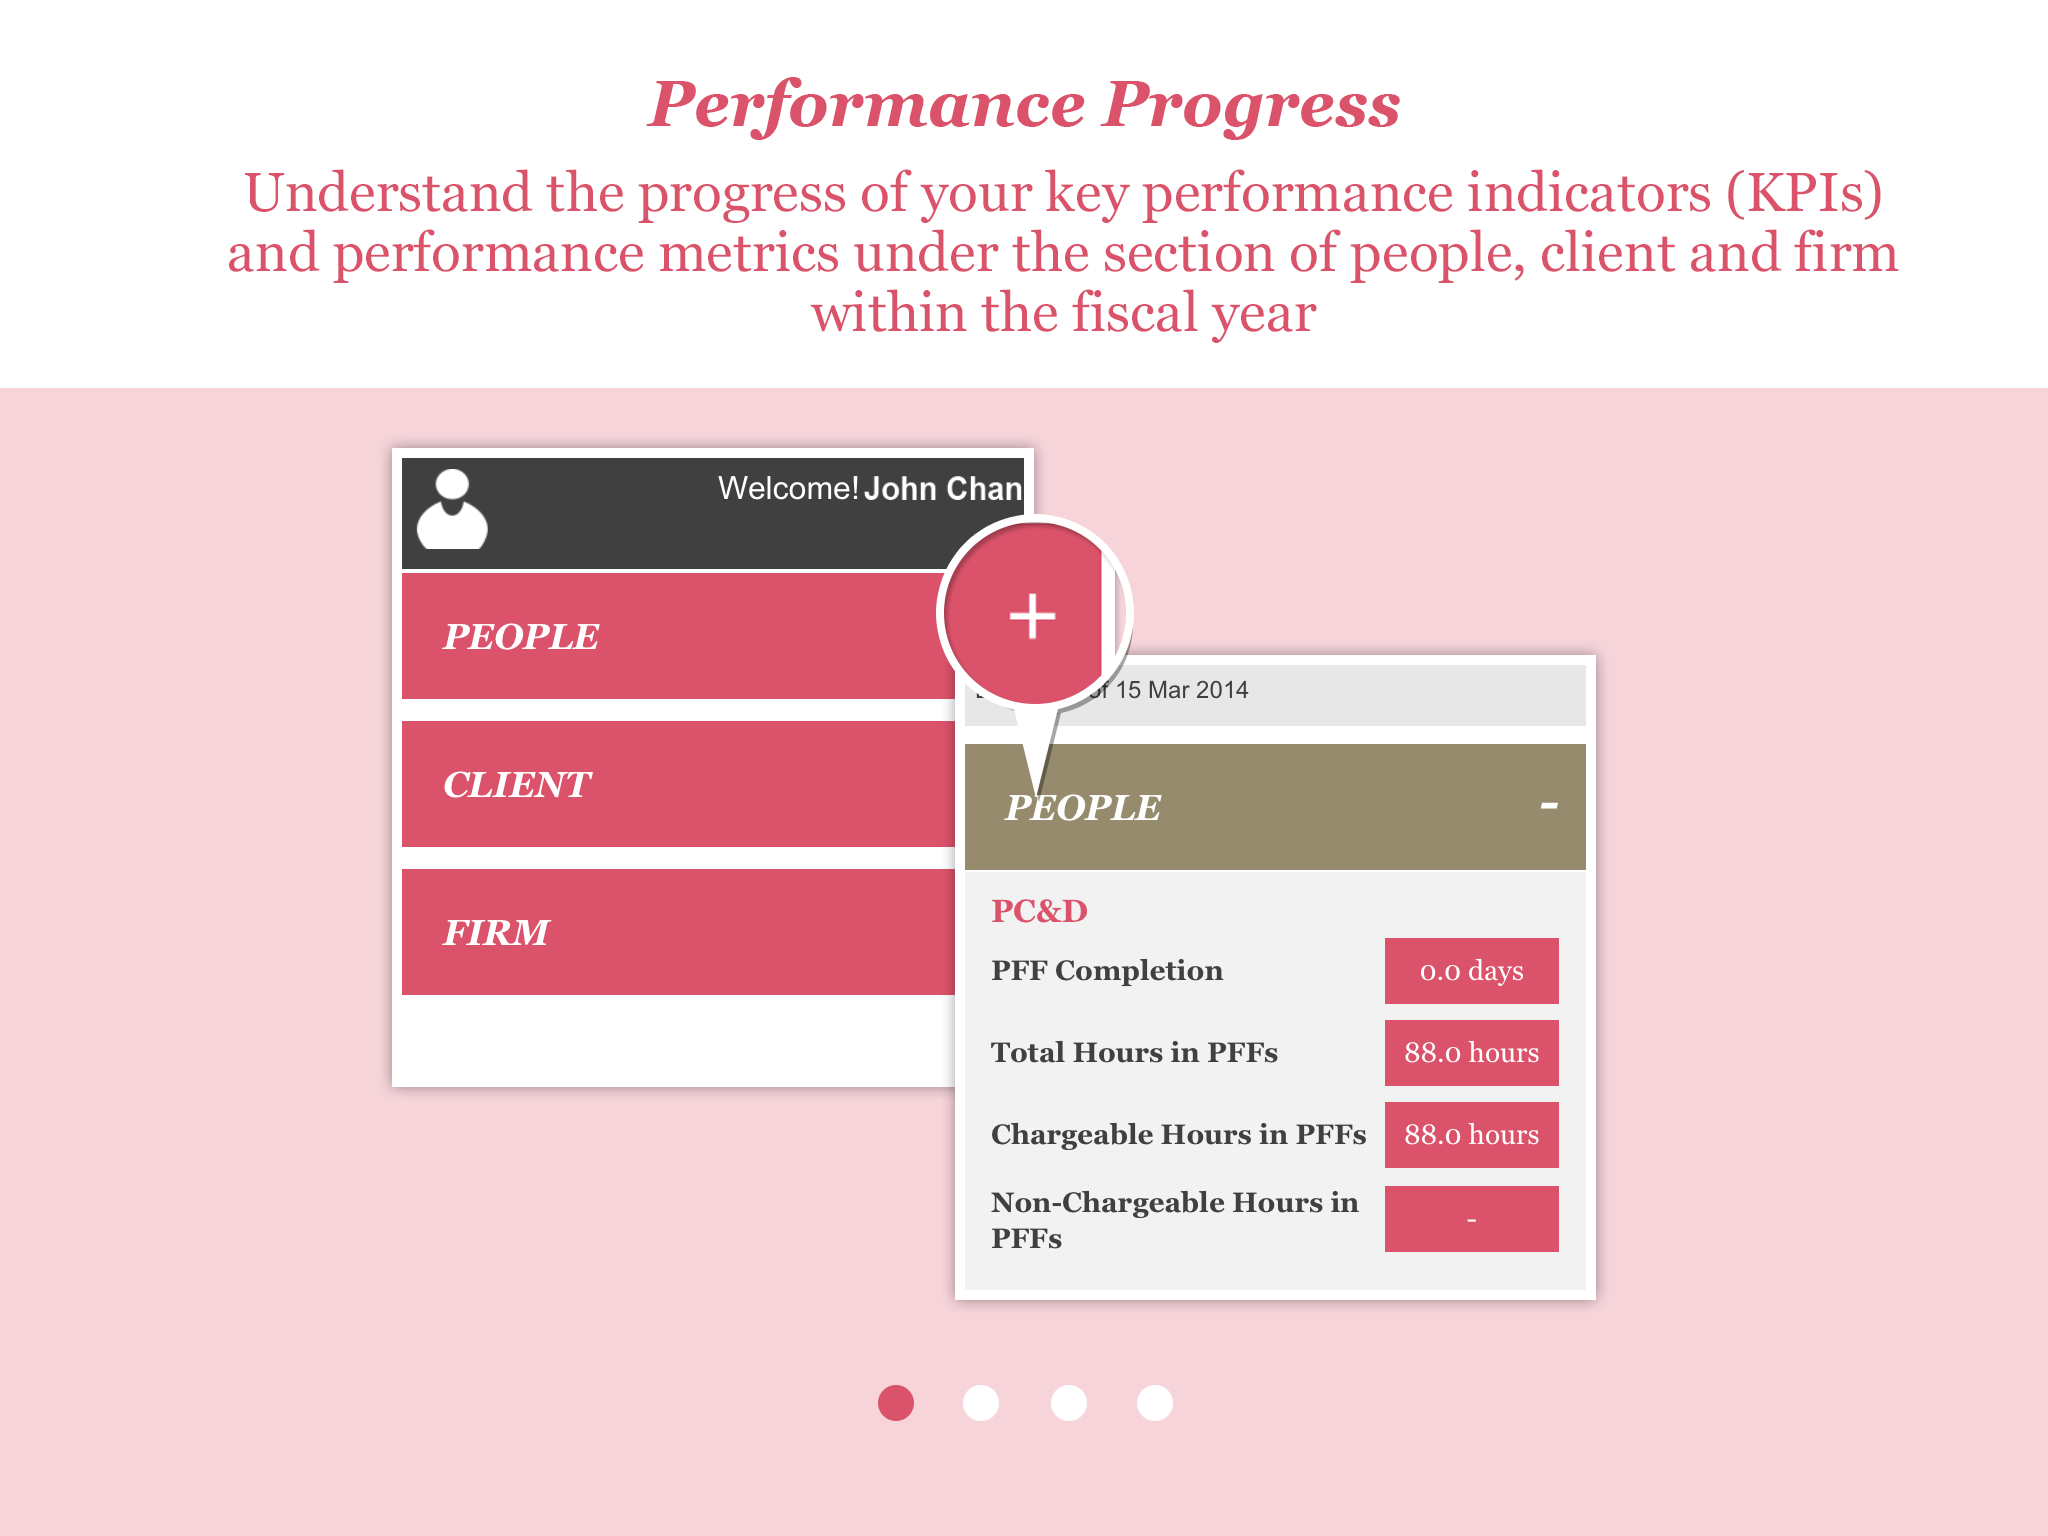 Performance Progress
Understand the progress of your key performance indicators (KPIs)
and performance metrics under the section of people, client and firm
within the fiscal year
Welcome! John Chan
PEOPLE
CLIENT
FIRM
+
of 15 Mar 2014
PEOPLE -
PC&D
PFF Completion 0.0 days
Total Hours in PFFs 88.0 hours
Chargeable Hours in PFFs 88.0 hours
Non-Chargeable Hours in
PFFs -